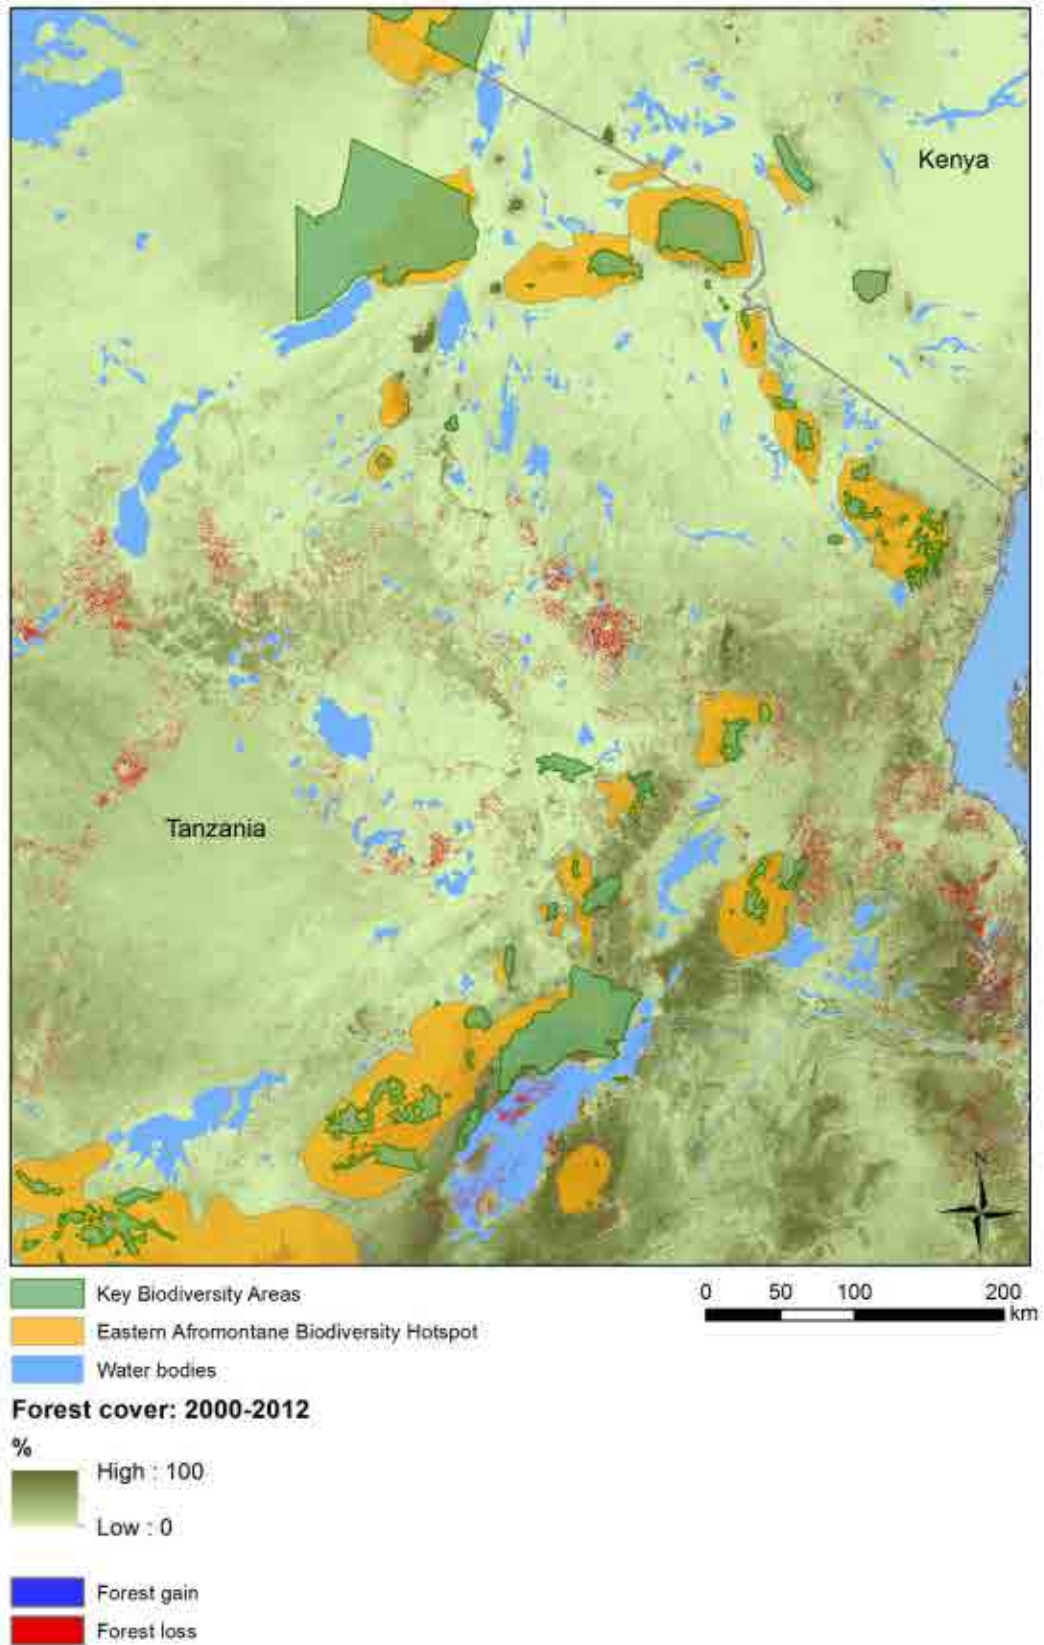 Kenya
Tanzania
N
Key Biodiversity Areas
Eastern Afromontane Biodiversity Hotspot
Water bodies
0 50 100 200
km
Forest cover: 2000-2012
%
High : 100
Low : 0
Forest gain
Forest loss